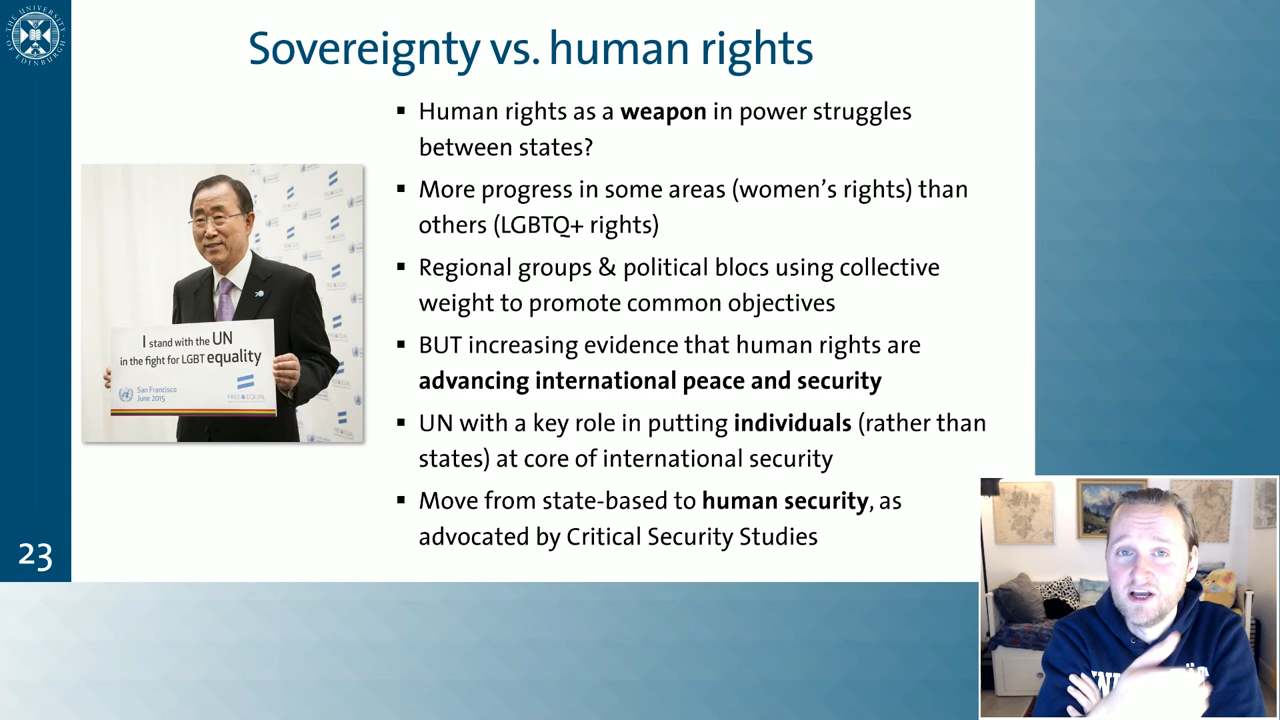 THE UNIVERSITY
OF EDINBURGH
Sovereignty vs. human rights
▪ Human rights as a weapon in power struggles
between states?
▪ More progress in some areas (women’s rights) than
others (LGBTQ+ rights)
▪ Regional groups & political blocs using collective
weight to promote common objectives
▪ BUT increasing evidence that human rights are
advancing international peace and security
▪ UN with a key role in putting individuals (rather than
states) at core of international security
▪ Move from state-based to human security, as
advocated by Critical Security Studies
I stand with the UN
in the fight for LGBT equality
San Francisco
June 2015
FREE & EQUAL
23